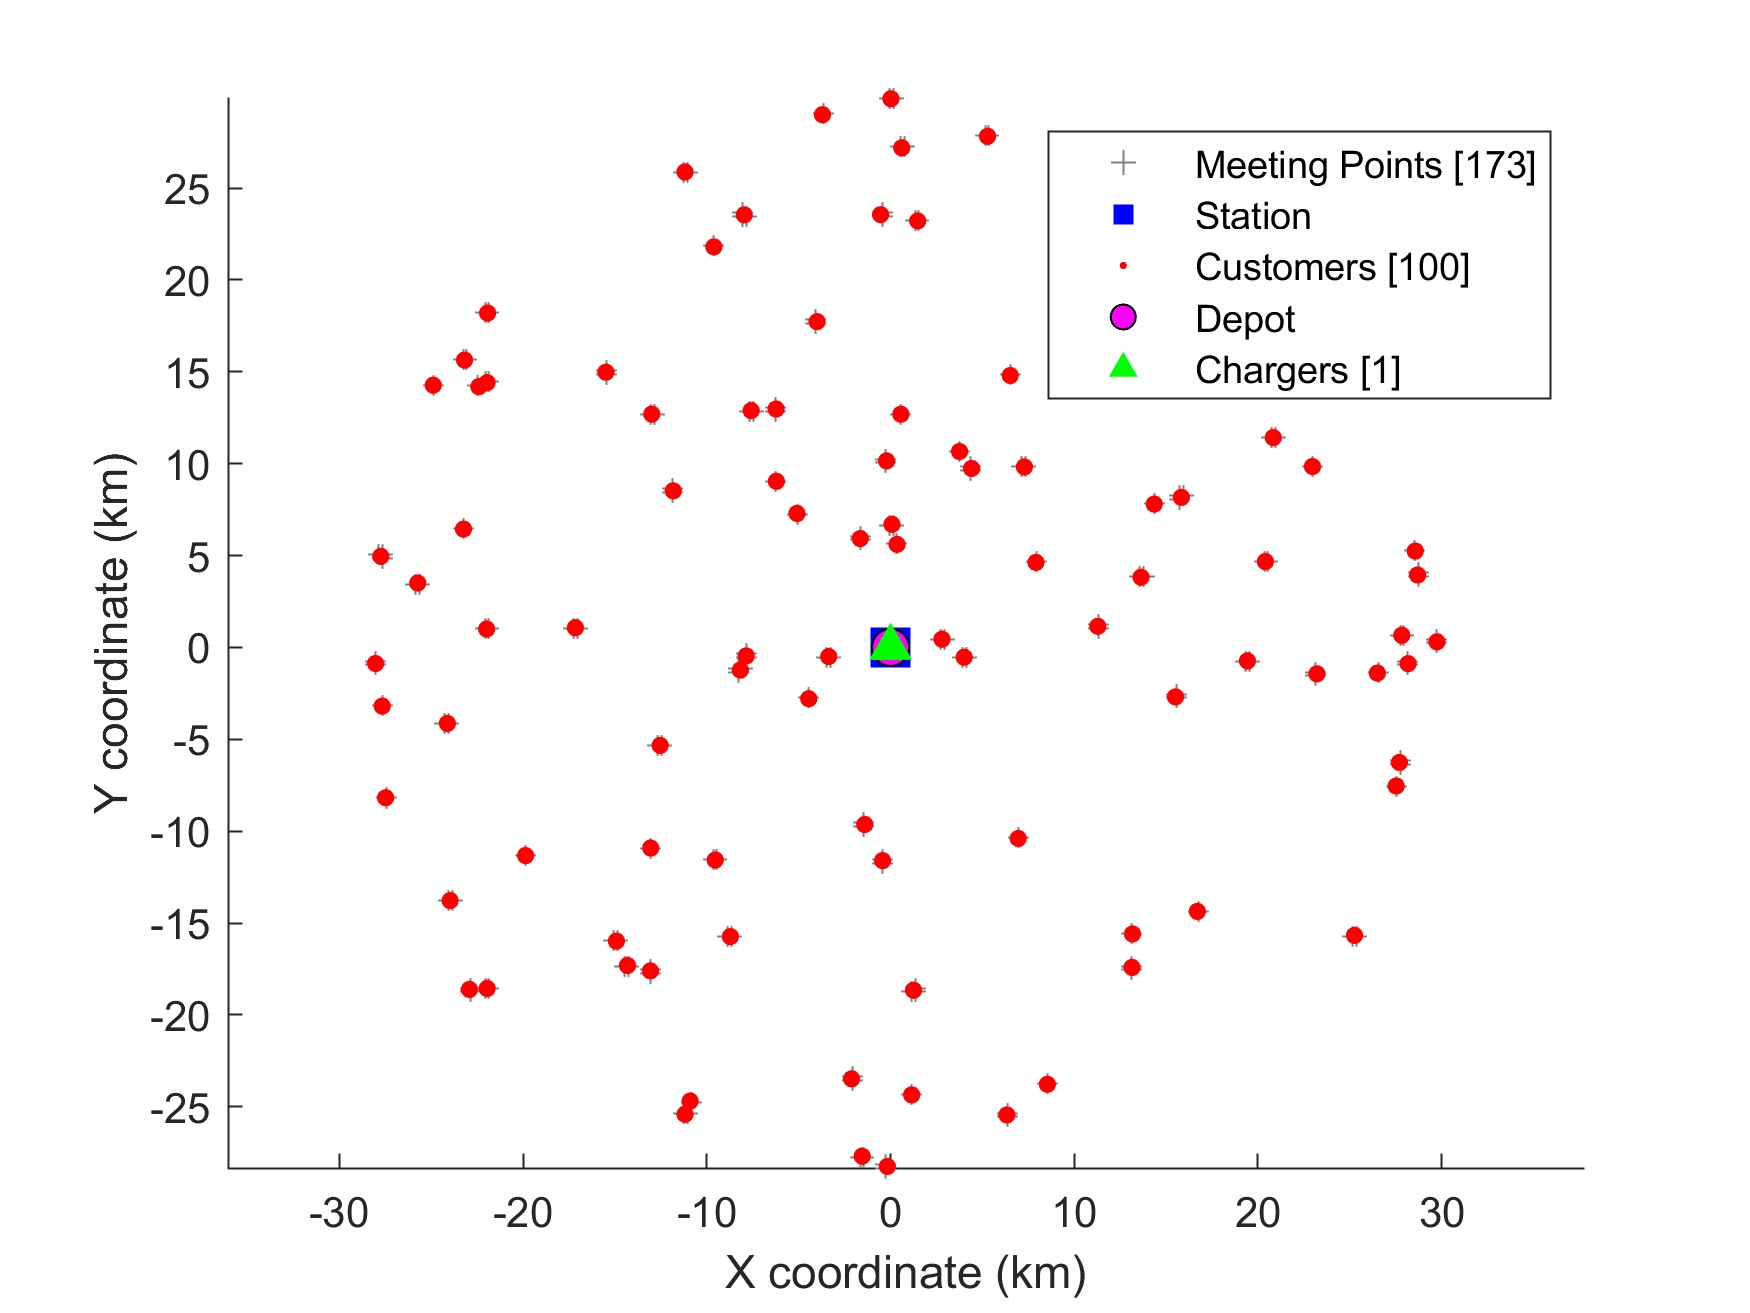 Meeting Points [173]
Station
Customers [100]
Depot
Chargers [1]
25
20
15
10
5
0
-5
-10
-15
-20
-25
Y coordinate (km)
-30 -20 -10 0 10 20 30
X coordinate (km)